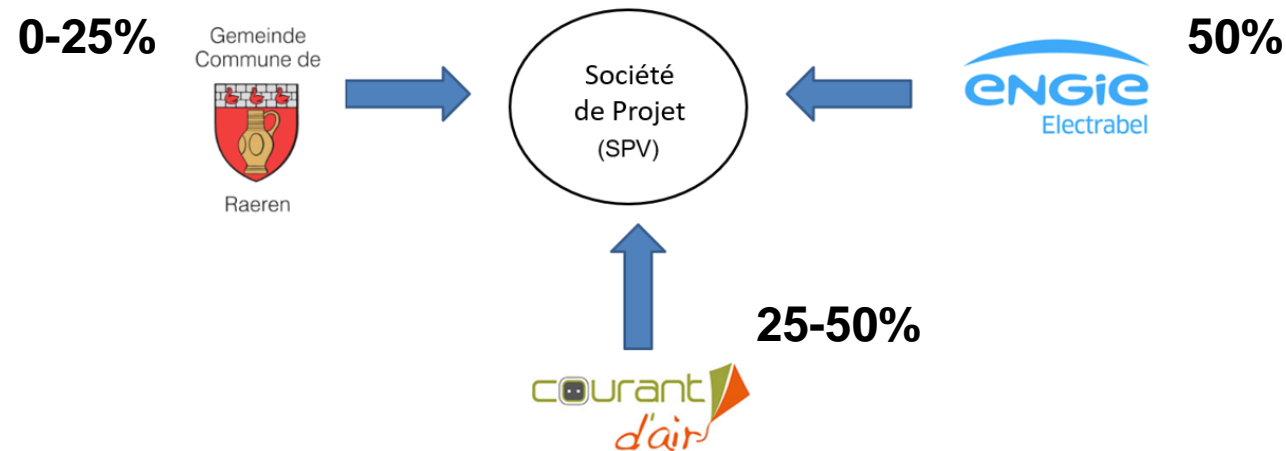 0-25%
Gemeinde
Commune de
Raeren
Société
de Projet
(SPV)
50%
ENGIE
Electrabel
25-50%
courant
d'air